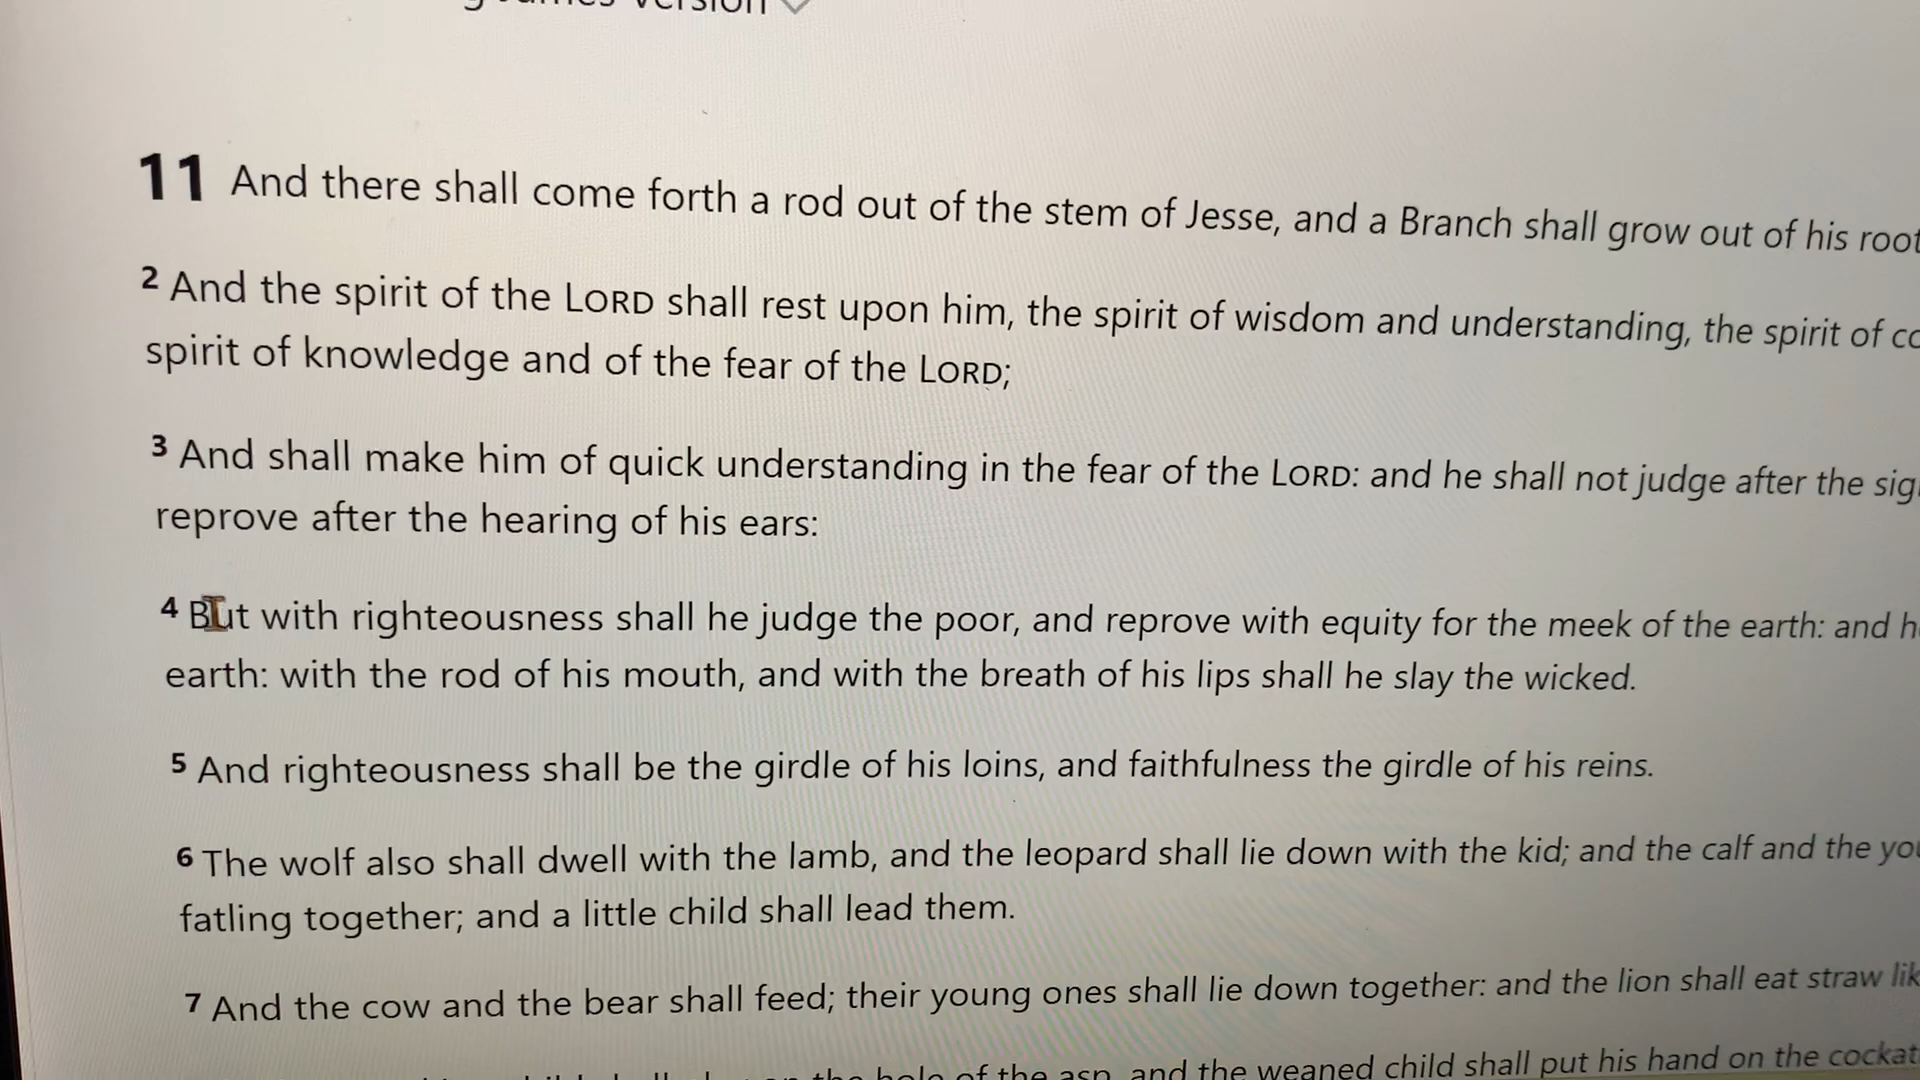 Version
11 And there shall come forth a rod out of the stem of Jesse, and a Branch shall grow out of his
2 And the spirit of the LORD shall rest upon him, the spirit of wisdom and understanding, the spirit of
spirit of knowledge and of the fear of the LORD;
3 And shall make him of quick understanding in the fear of the LORD: and he shall not judge after the
reprove after the hearing of his ears:
4 But with righteousness shall he judge the poor, and reprove with equity for the meek of the earth: and
earth: with the rod of his mouth, and with the breath of his lips shall he slay the wicked.
5 And righteousness shall be the girdle of his loins, and faithfulness the girdle of his reins.
6 The wolf also shall dwell with the lamb, and the leopard shall lie down with the kid; and the calf and the
fatling together; and a little child shall lead them.
7 And the cow and the bear shall feed; their young ones shall lie down together: and the lion shall eat straw
the hole of the asp, and the weaned child shall put his hand on the